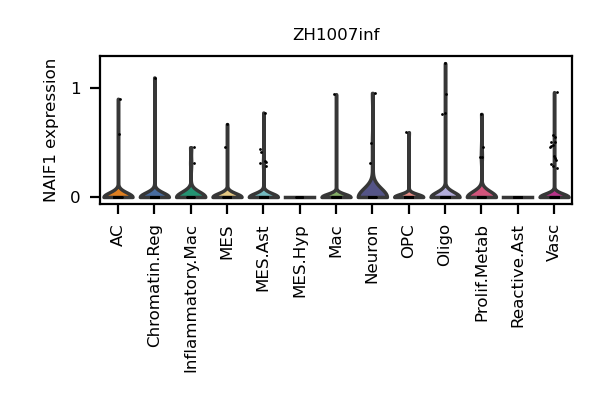 ZH1007inf
NAIF1 expression
1
0
AC
Chromatin.Reg
Inflammatory.Mac
MES
MES.Ast
MES.Hyp
Mac
Neuron
OPC
Oligo
Prolif.Metab
Reactive.Ast
Vasc